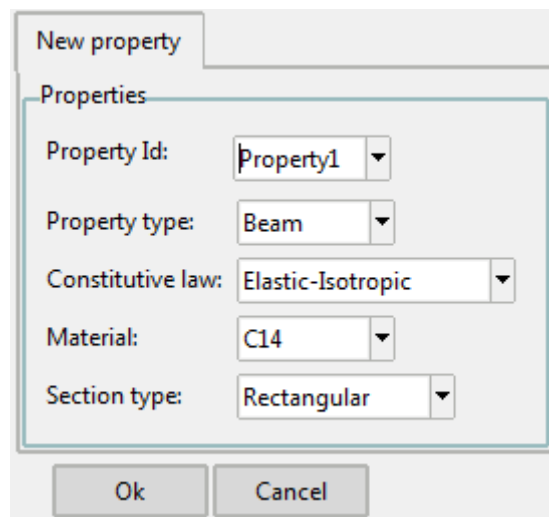 New property
Properties
Property Id: Property1
Property type: Beam
Constitutive law: Elastic-Isotropic
Material: C14
Section type: Rectangular
Ok Cancel